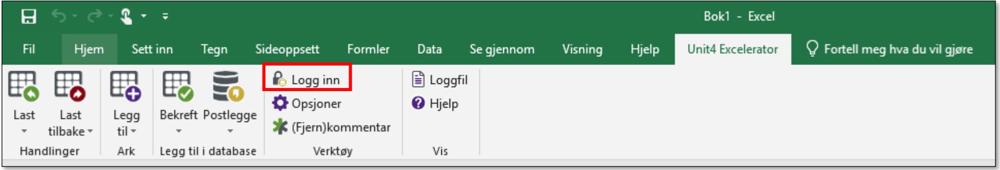 Bok1 - Excel
Fil Hjem Sett inn Tegn Sideoppsett Formler Data Se gjennom Visning Hjelp Unit4 Excelerator Fortell meg hva du vil gjøre
Last
Last tilbake
Handlinger
Legg til
Ark
Bekreft
Postlegge
Legg til i database
Logg inn
Opsjoner
(Fjern)kommentar
Verktøy
Loggfil
Hjelp
Vis